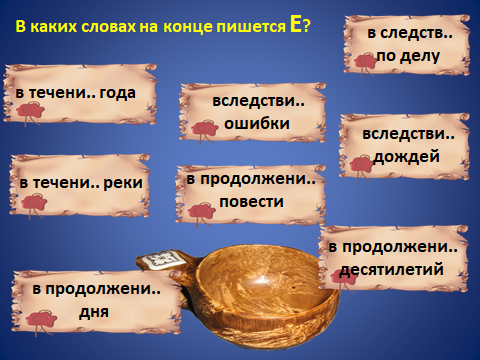 В каких словах на конце пишется Е?
в следств..
по делу
в течени.. года
вследстви..
ошибки
вследстви..
дождей
в течени.. реки
в продолжени..
повести
в продолжени..
десятилетий
в продолжени..
дня